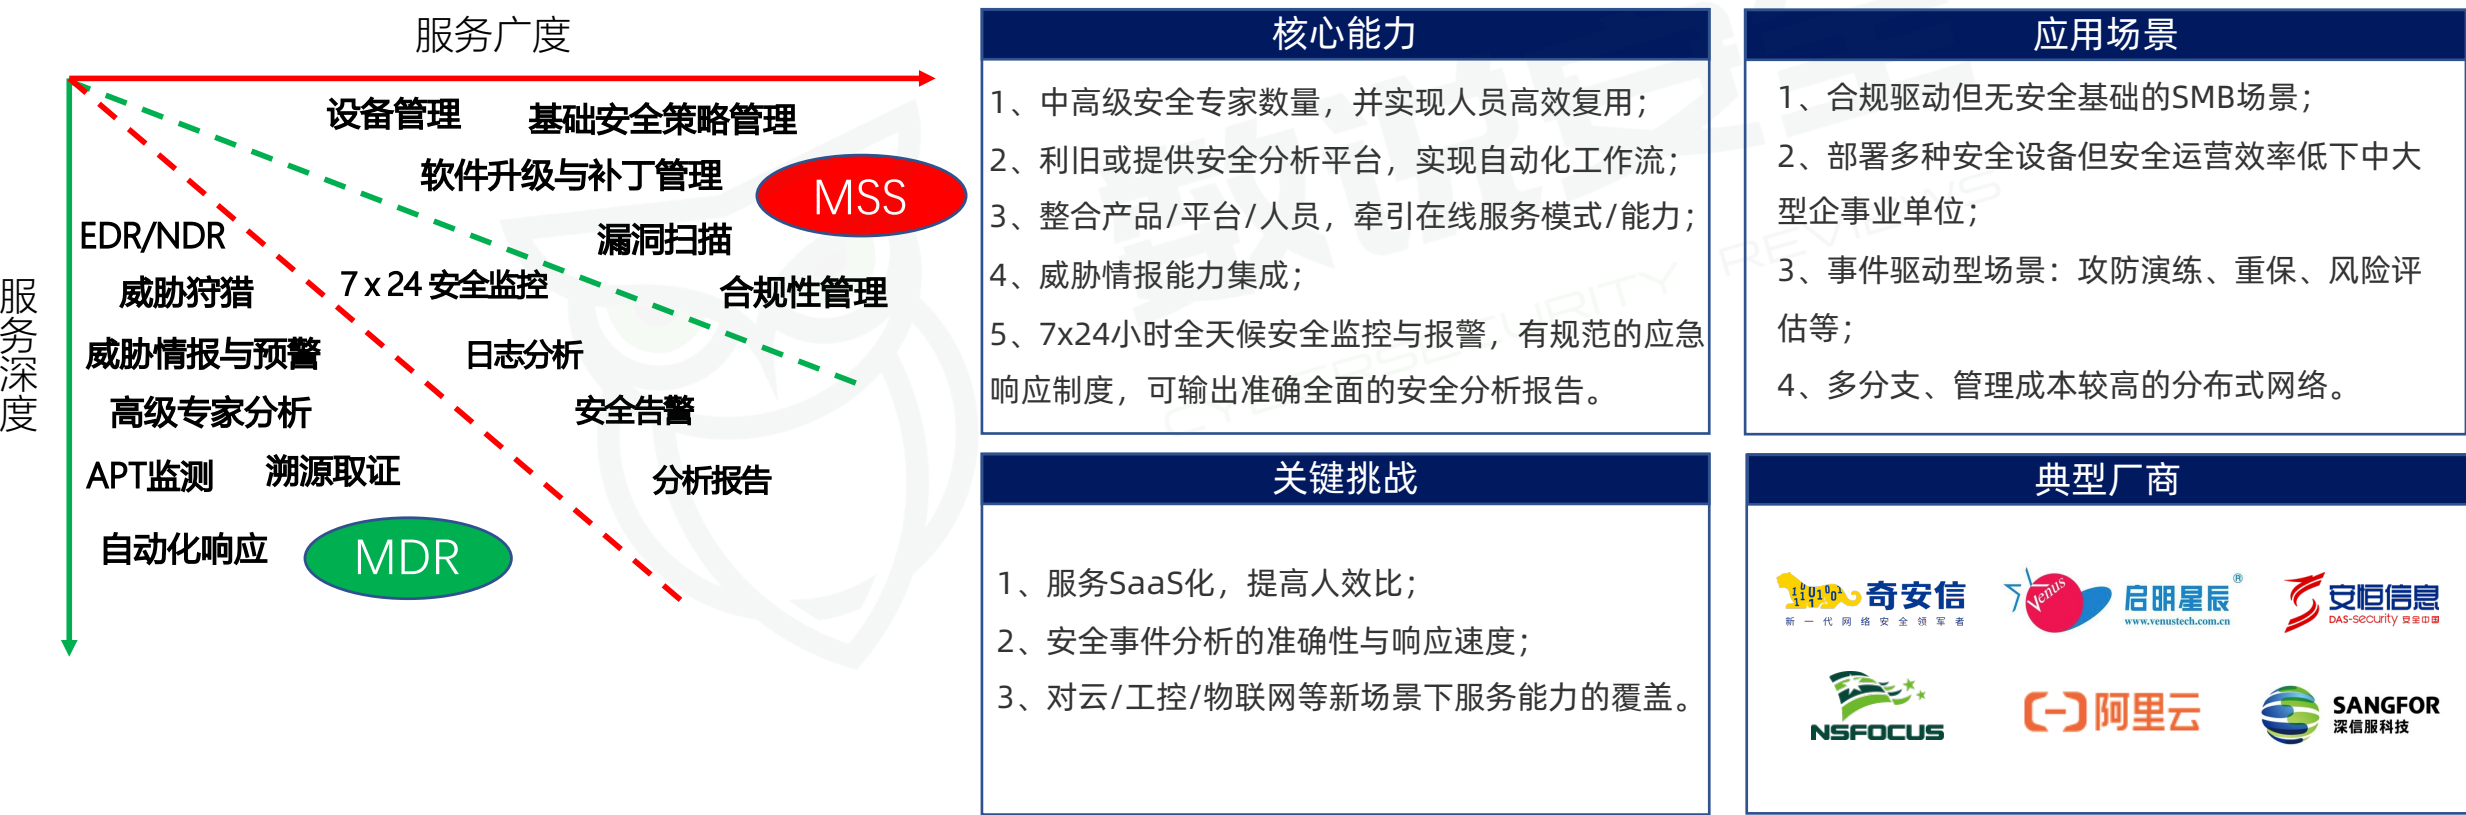 服务广度
设备管理
基础安全策略管理
软件升级与补丁管理
MSS
EDR/NDR
漏洞扫描
威胁狩猎
7 x 24 安全监控
合规性管理
服务深度
威胁情报与预警
日志分析
高级专家分析
安全告警
APT监测
溯源取证
分析报告
自动化响应
MDR
核心能力
1、中高级安全专家数量，并实现人员高效复用；
2、利旧或提供安全分析平台，实现自动化工作流；
3、整合产品/平台/人员，牵引在线服务模式/能力；
4、威胁情报能力集成；
5、7x24小时全天候安全监控与报警，有规范的应急
响应制度，可输出准确全面的安全分析报告。
应用场景
1、合规驱动但无安全基础的SMB场景；
2、部署多种安全设备但安全运营效率低下中大
型企事业单位；
3、事件驱动型场景：攻防演练、重保、风险评
估等；
4、多分支、管理成本较高的分布式网络。
关键挑战
1、服务SaaS化，提高人效比；
2、安全事件分析的准确性与响应速度；
3、对云/工控/物联网等新场景下服务能力的覆盖。
典型厂商
奇安信
新一代网络安全领军者
Venus
启明星辰®
www.venustech.com.cn
安恒信息
DAS-security 安全中国
NSFOCUS
阿里云
SANGFOR
深信服科技
CYBERSECURITY REVIEWS